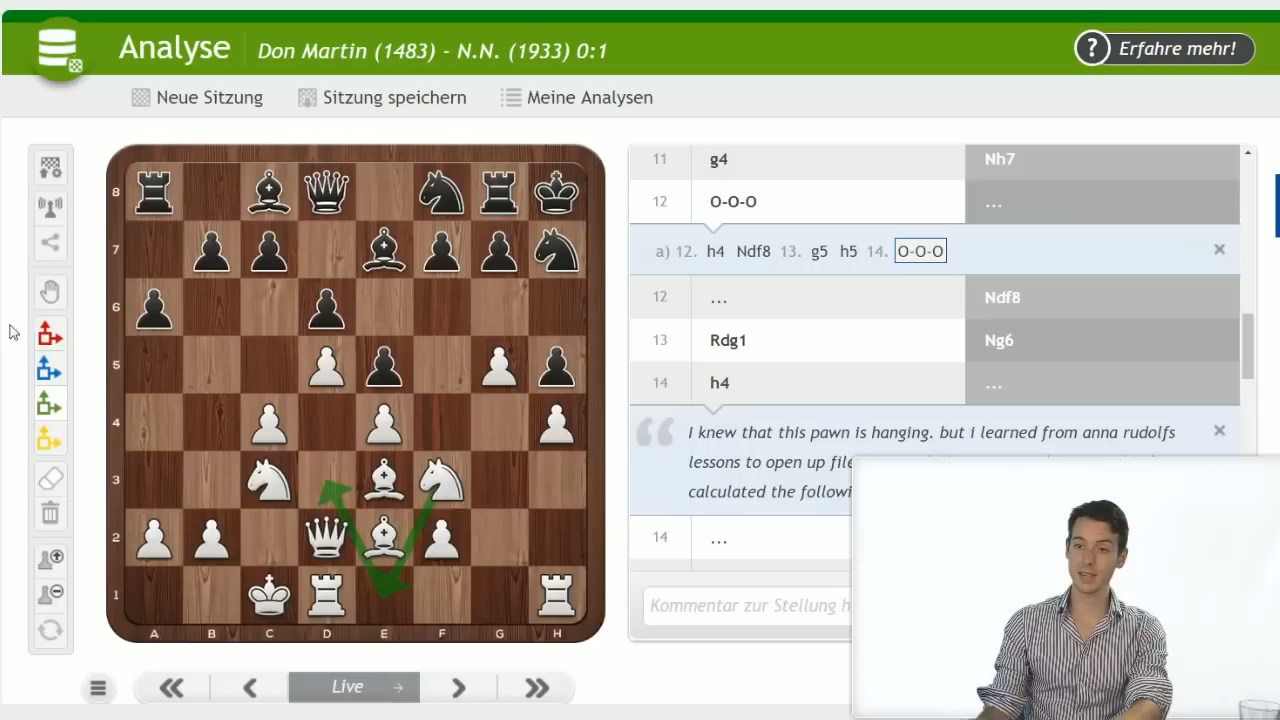 Analyse
Don Martin (1483) - N.N. (1933) 0:1
? Erfahre mehr!
Neue Sitzung
Sitzung speichern
Meine Analysen
8
7
6
5
4
3
2
1
A B C D E F G H
Live
11 g4 Nh7
12 O-O-O ...
a) 12. h4 Ndf8 13. g5 h5 14. O-O-O
12 ... Ndf8
13 Rdg1 Ng6
14 h4 ...
I knew that this pawn is hanging. but i learned from anna rudolfs
lessons to open up file
calculated the followi
14 ...
Kommentar zur Stellung h